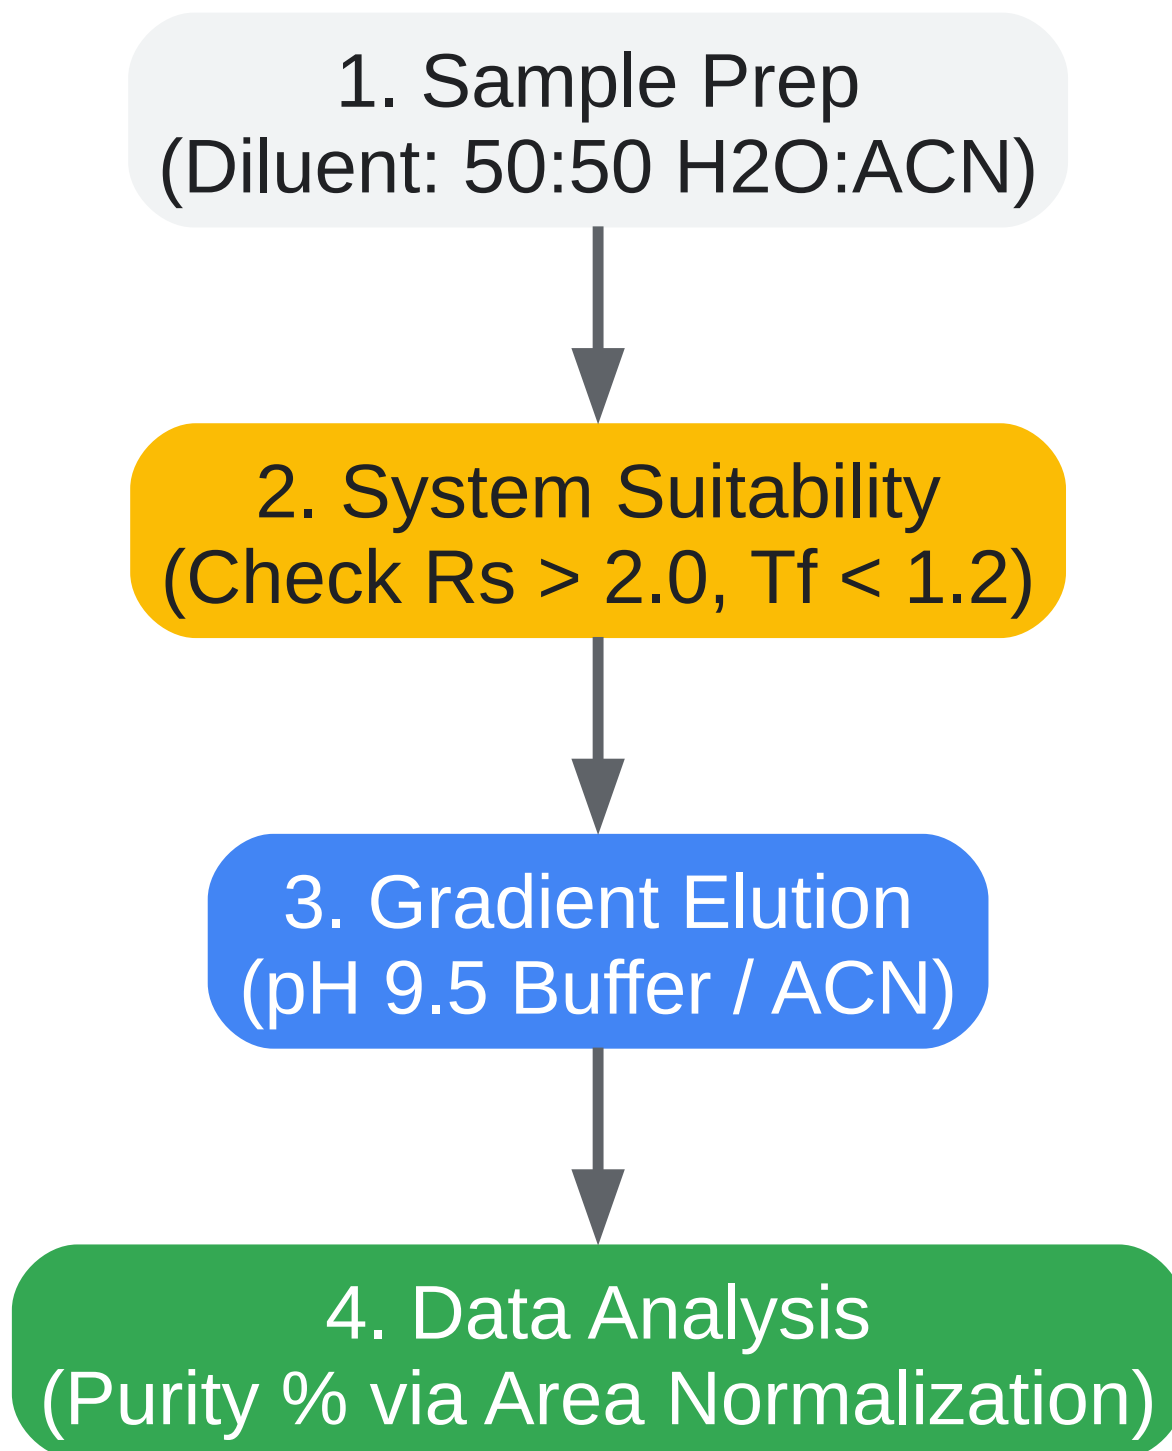 1. Sample Prep
(Diluent: 50:50 H2O:ACN)
2. System Suitability
(Check Rs > 2.0, Tf < 1.2)
3. Gradient Elution
(pH 9.5 Buffer / ACN)
4. Data Analysis
(Purity % via Area Normalization)